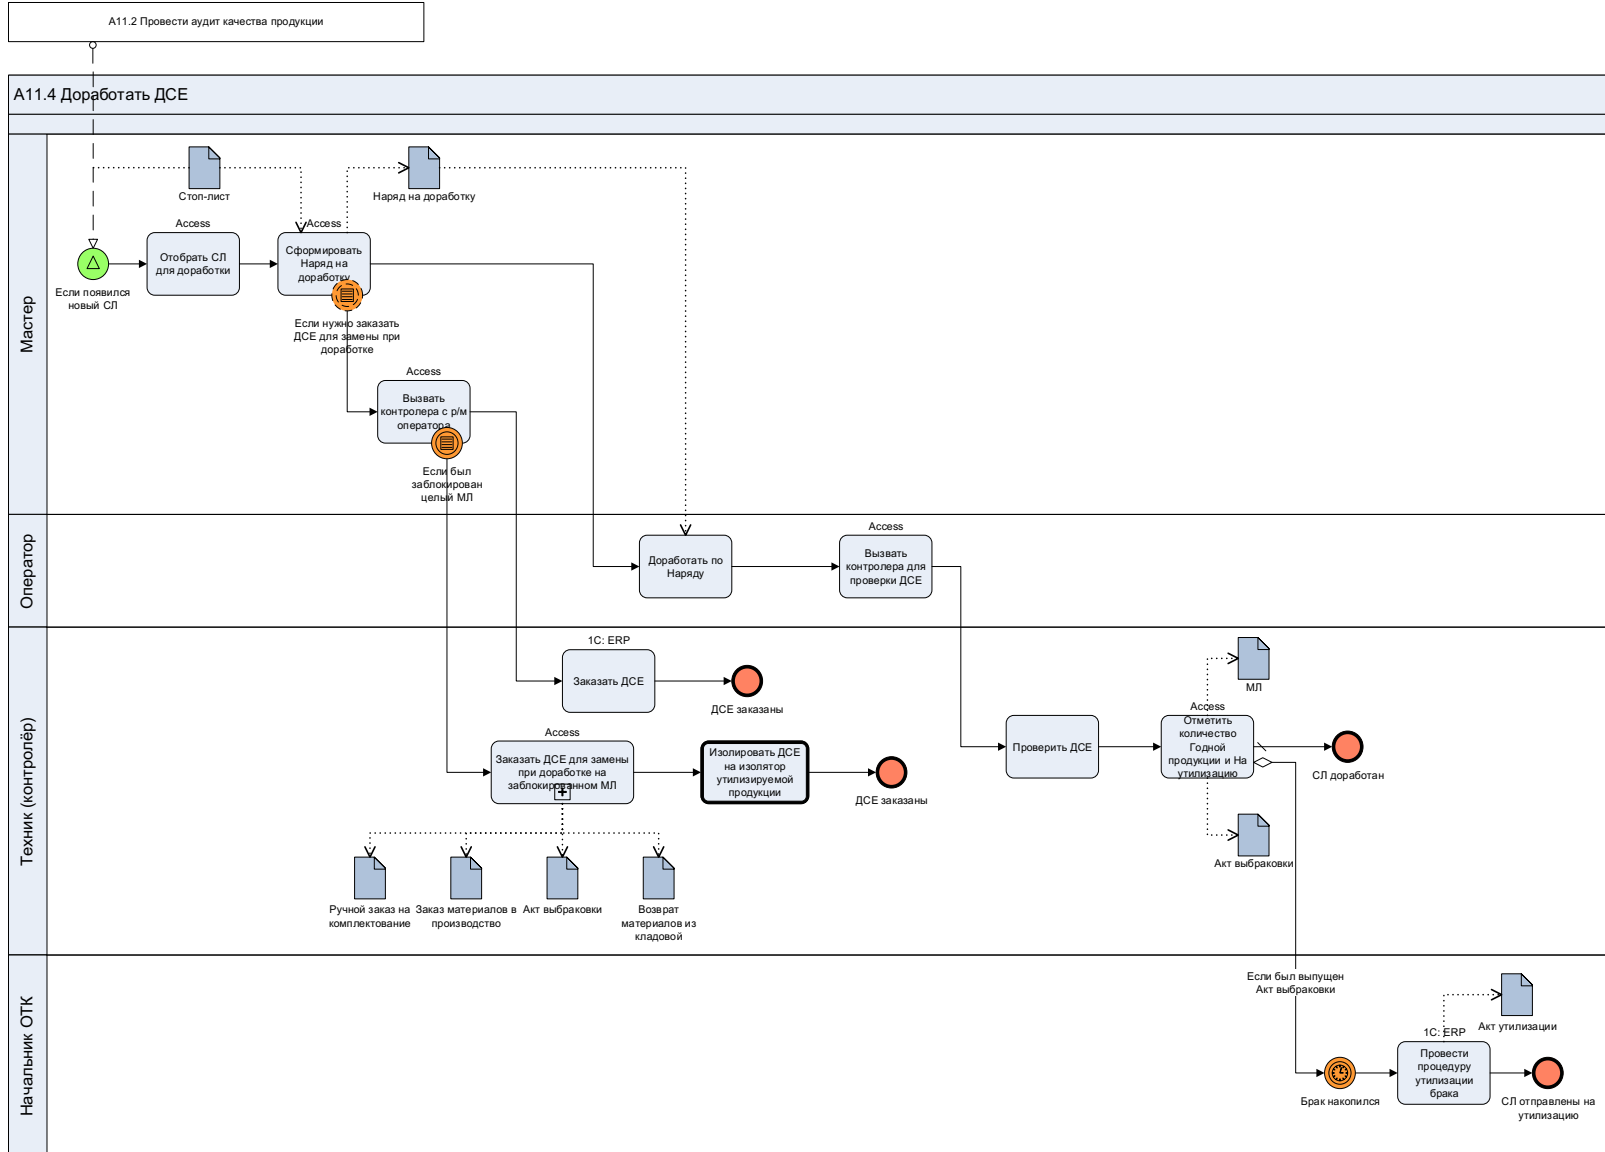 A11.2 Провести аудит качества продукции
A11.4 Доработать ДСЕ
Мастер
Стоп-лист
Наряд на доработку
Access
Access
Если появился
новый СЛ
Отобрать СЛ
для доработки
Сформировать
Наряд на
доработку
Если нужно заказать
ДСЕ для замены при
доработке
Access
Вызвать
контролера с р/м
оператора
Если был
заблокирован
целый МЛ
Оператор
Доработать по
Наряду
Access
Вызвать
контролера для
проверки ДСЕ
Техник (контролёр)
1С: ERP
Заказать ДСЕ
ДСЕ заказаны
Access
Заказать ДСЕ для замены
при доработке на
заблокированном МЛ
Изолировать ДСЕ
на изолятор
утилизируемой
продукции
ДСЕ заказаны
Ручной заказ на
комплектование
Заказ материалов в
производство
Акт выбраковки
Возврат
материалов из
кладовой
Проверить ДСЕ
МЛ
Access
Отметить
количество
Годной
продукции и На
утилизацию
СЛ доработан
Акт выбраковки
Начальник ОТК
Если был выпущен
Акт выбраковки
Брак накопился
1С: ERP
Провести
процедуру
утилизации
брака
Акт утилизации
СЛ отправлены на
утилизацию